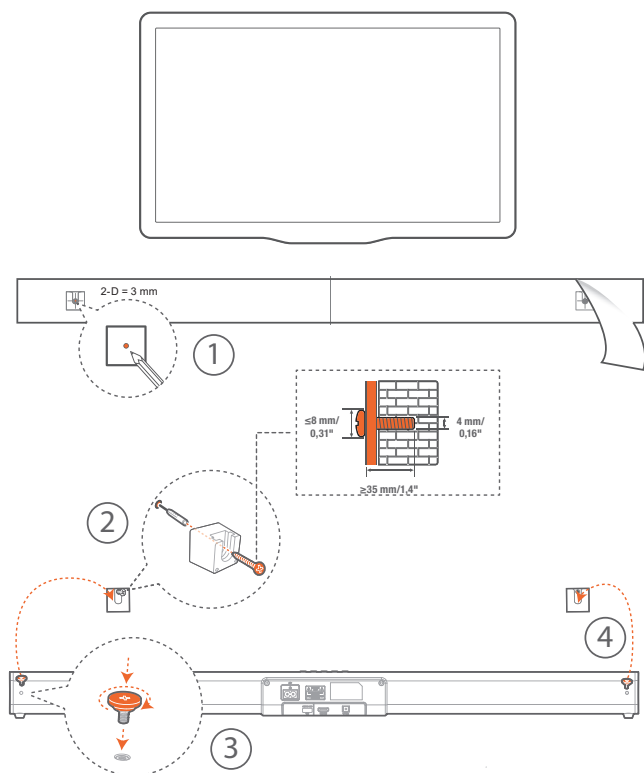 2-D = 3 mm
1
≤8 mm/
0,31"
4 mm/
0,16"
≥35 mm/1,4"
2
4
3